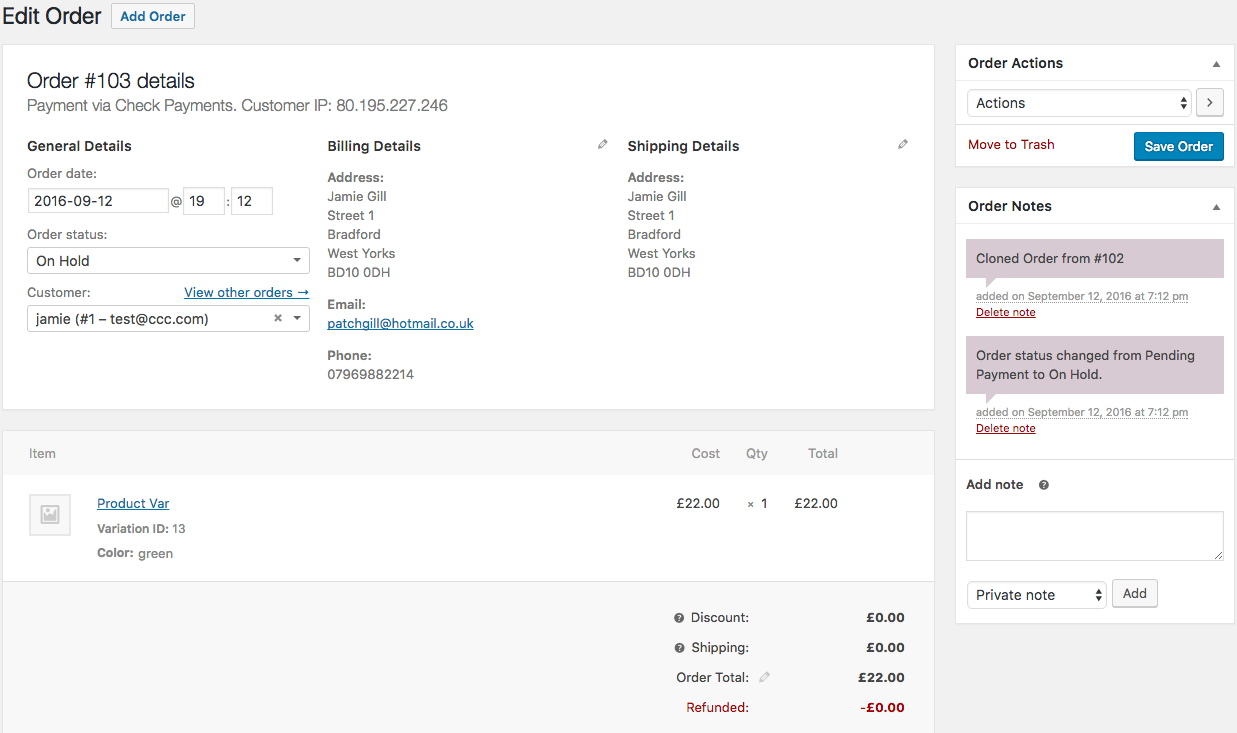 Edit Order
Add Order
Order #103 details
Payment via Check Payments. Customer IP: 80.195.227.246
General Details
Order date:
2016-09-12 @ 19 : 12
Order status:
On Hold
Customer: View other orders →
jamie (#1 – test@ccc.com) ×
Billing Details
Address:
Jamie Gill
Street 1
Bradford
West Yorks
BD10 0DH
Email:
patchgill@hotmail.co.uk
Phone:
07969882214
Shipping Details
Address:
Jamie Gill
Street 1
Bradford
West Yorks
BD10 0DH
Item Cost Qty Total
Product Var £22.00 × 1 £22.00
Variation ID: 13
Color: green
Discount: £0.00
Shipping: £0.00
Order Total: £22.00
Refunded: -£0.00
Order Actions
Actions
Move to Trash Save Order
Order Notes
Cloned Order from #102
added on September 12, 2016 at 7:12 pm
Delete note
Order status changed from Pending
Payment to On Hold.
added on September 12, 2016 at 7:12 pm
Delete note
Add note
Private note Add